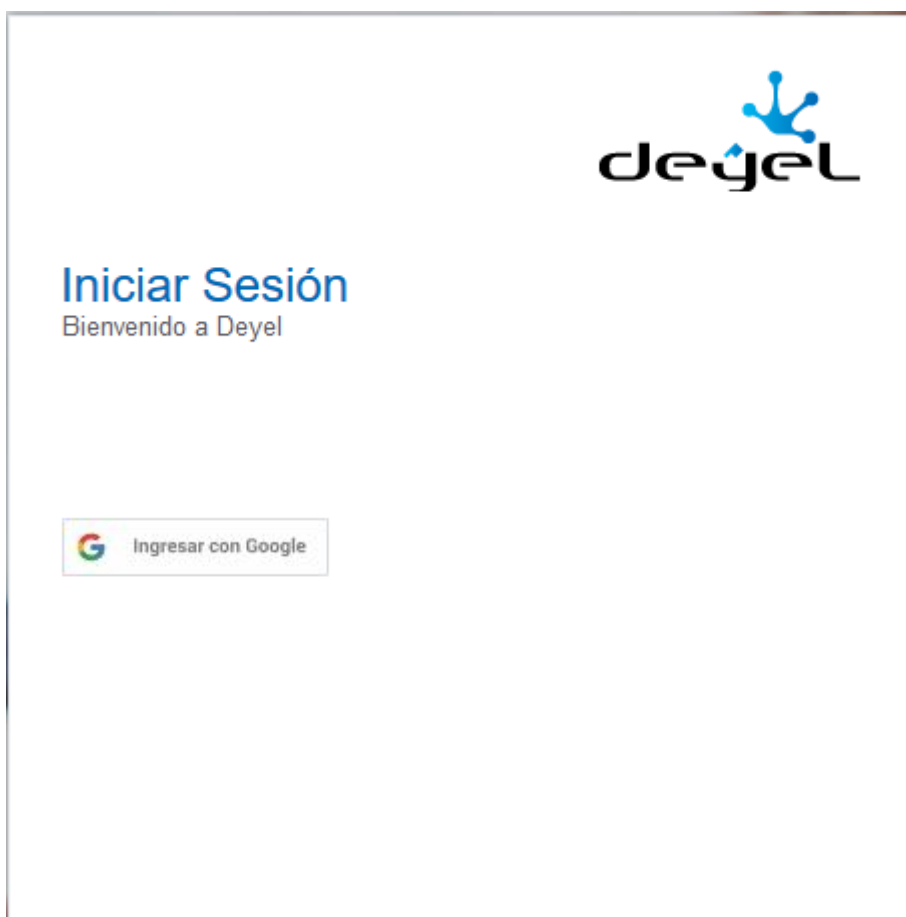 deyel
Iniciar Sesión
Bienvenido a Deyel
Ingresar con Google